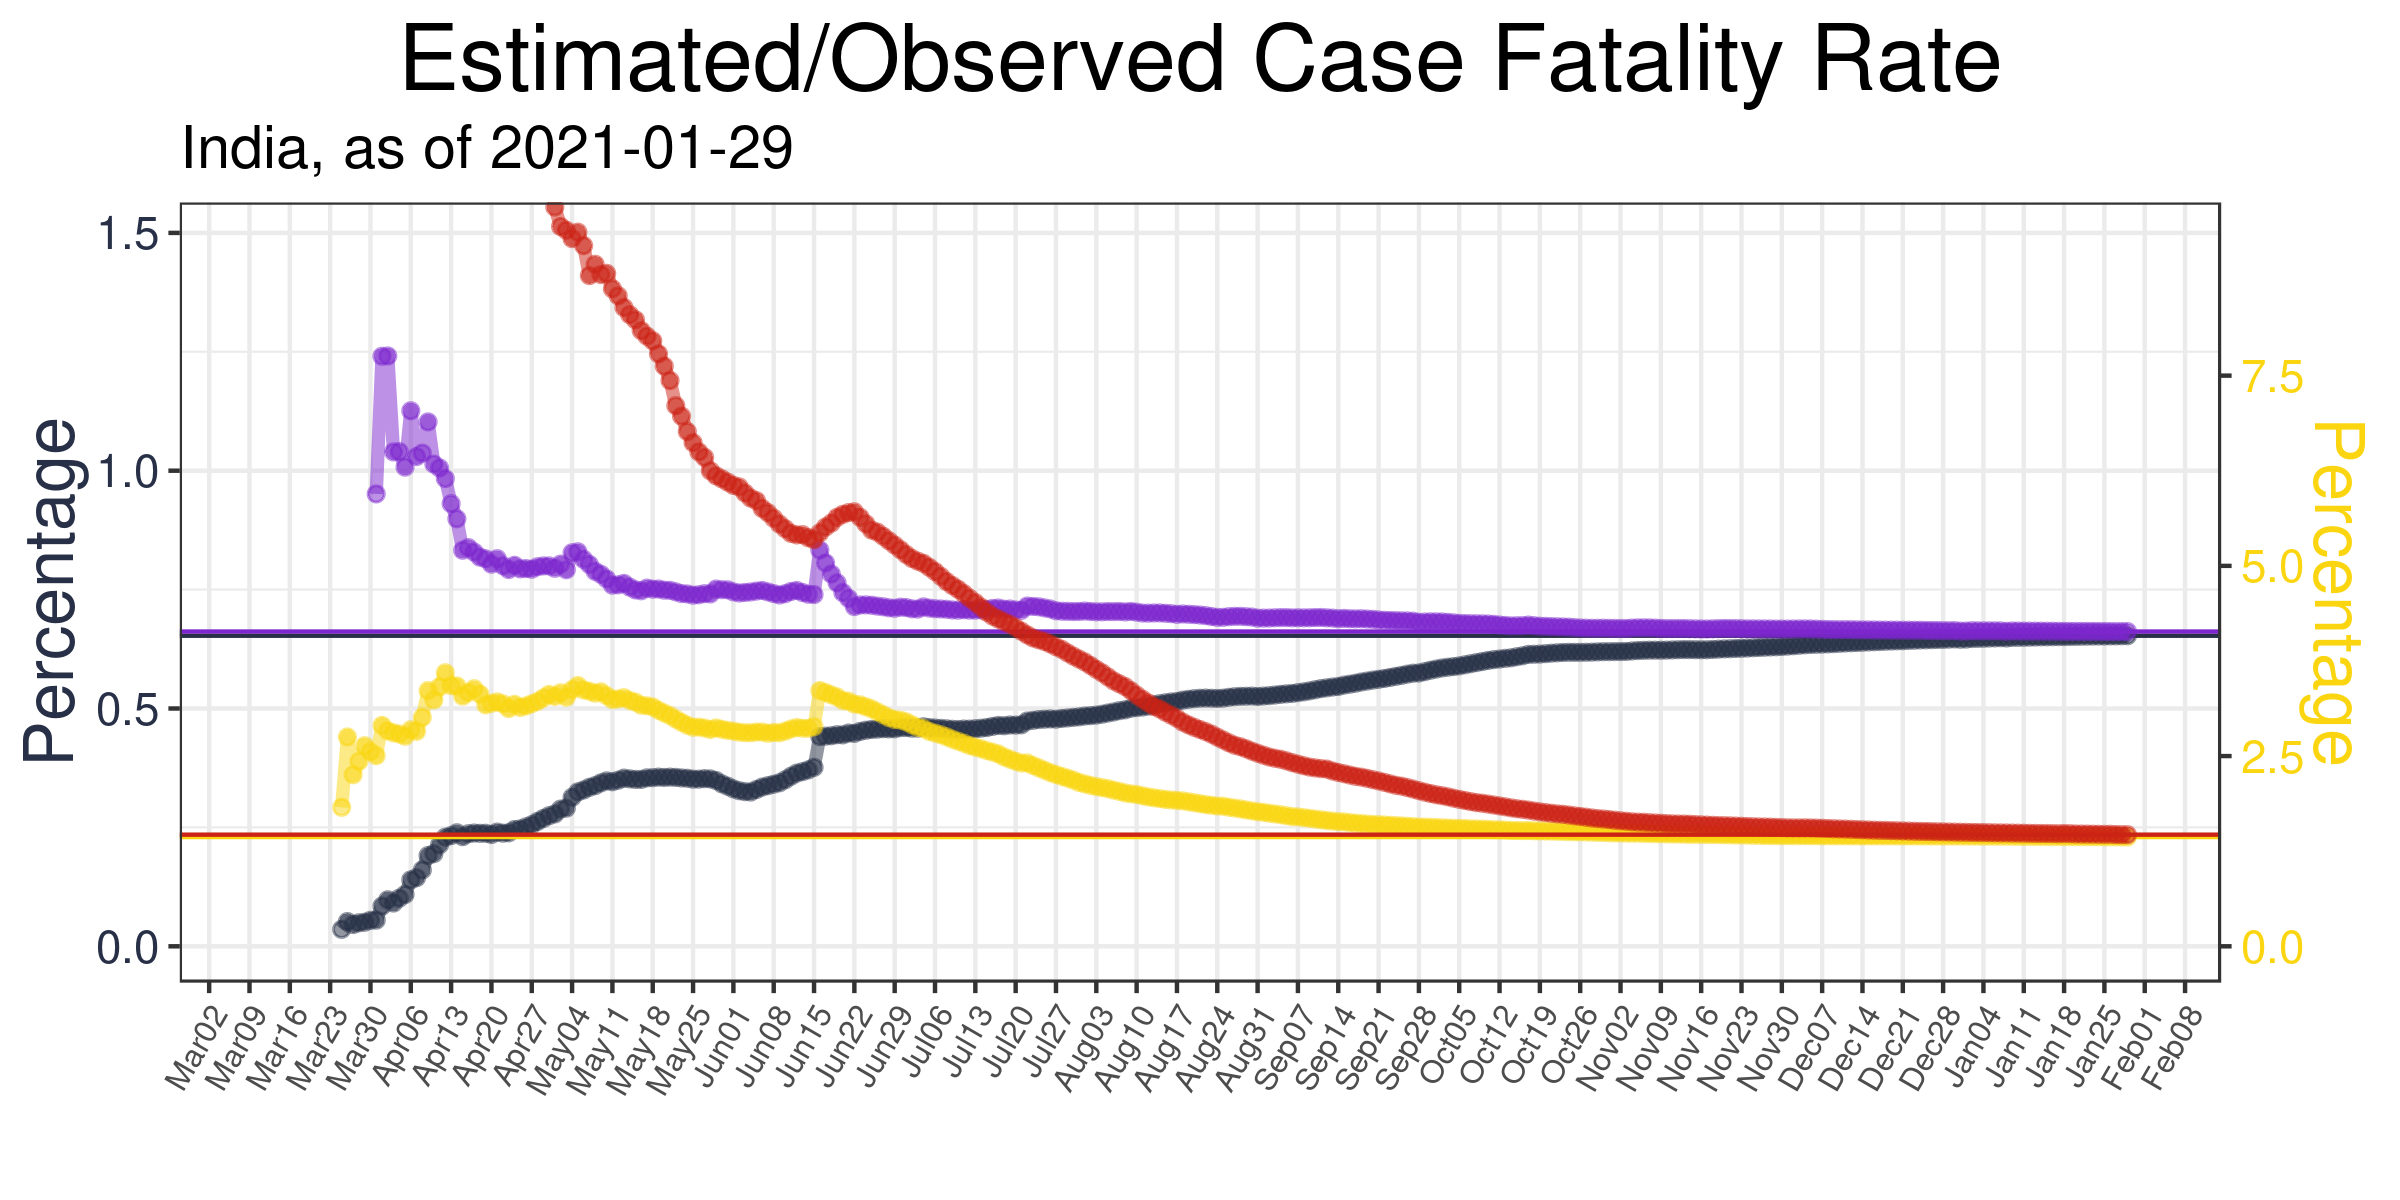 Estimated/Observed Case Fatality Rate
India, as of 2021-01-29
Percentage
1.5
1.0
0.5
0.0
7.5
5.0
2.5
0.0
Percentage
Mar02 Mar09 Mar16 Mar23 Mar30 Apr06 Apr13 Apr20 Apr27 May04 May11 May18 May25 Jun01 Jun08 Jun15 Jun22 Jun29 Jul06 Jul13 Jul20 Jul27 Aug03 Aug10 Aug17 Aug24 Aug31 Sep07 Sep14 Sep21 Sep28 Oct05 Oct12 Oct19 Oct26 Nov02 Nov09 Nov16 Nov23 Nov30 Dec07 Dec14 Dec21 Dec28 Jan04 Jan11 Jan18 Jan25 Feb01 Feb08